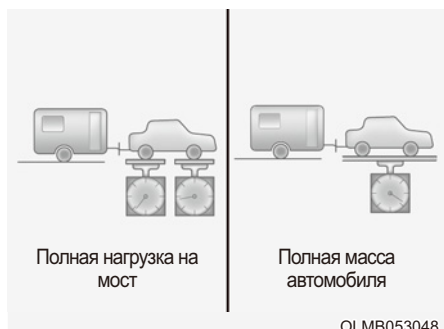 Полная нагрузка на
мост
Полная масса
автомобиля
OLMB053048